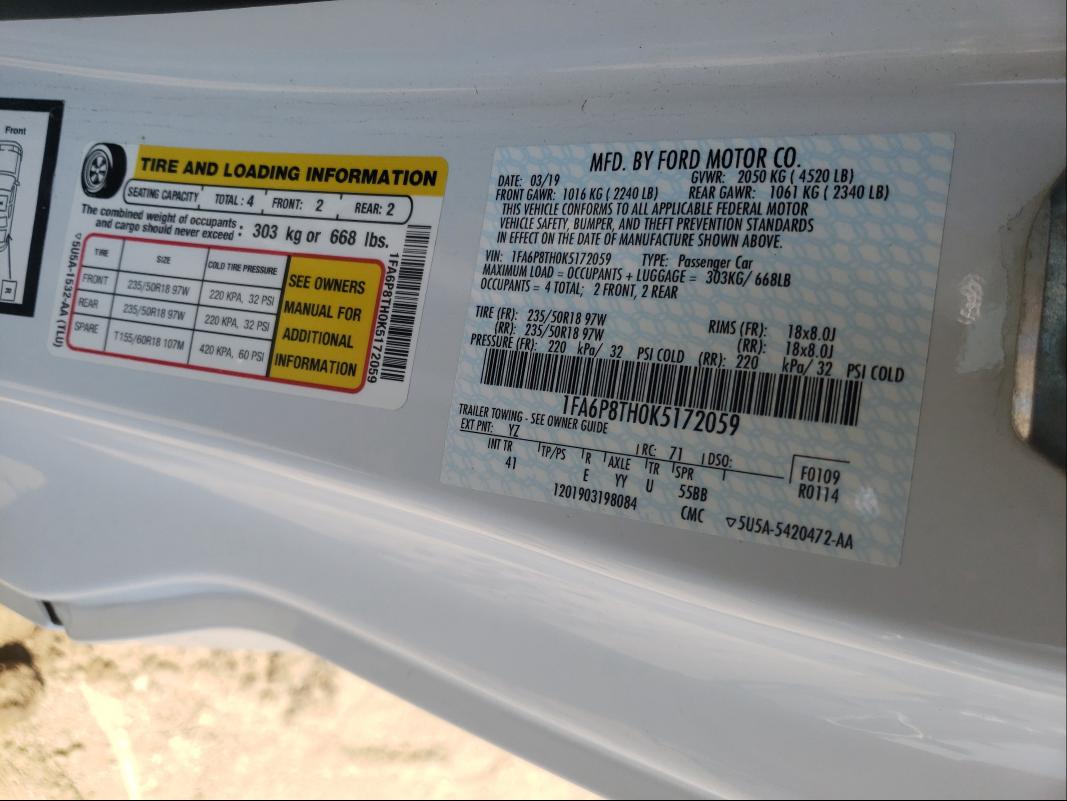 Front
R
TIRE AND LOADING INFORMATION
SEATING CAPACITY TOTAL: 4 FRONT: 2 REAR: 2
The combined weight of occupants and cargo should never exceed : 303 kg or 668 lbs.
TIRE SIZE COLD TIRE PRESSURE
FRONT 235/50R18 97W 220 KPA, 32 PSI
REAR 235/50R18 97W 220 KPA, 32 PSI
SPARE T155/60R18 107M 420 KPA, 60 PSI
SEE OWNERS
MANUAL FOR
ADDITIONAL
INFORMATION
▽5U5A-1532-AA (TLU)
1FA6P8TH0K5172059
MFD. BY FORD MOTOR CO.
DATE: 03/19 GVWR: 2050 KG ( 4520 LB)
FRONT GAWR: 1016 KG ( 2240 LB) REAR GAWR: 1061 KG ( 2340 LB)
THIS VEHICLE CONFORMS TO ALL APPLICABLE FEDERAL MOTOR
VEHICLE SAFETY, BUMPER, AND THEFT PREVENTION STANDARDS
IN EFFECT ON THE DATE OF MANUFACTURE SHOWN ABOVE.
VIN: 1FA6P8TH0K5172059 TYPE: Passenger Car
MAXIMUM LOAD = OCCUPANTS + LUGGAGE = 303KG/ 668LB
OCCUPANTS = 4 TOTAL; 2 FRONT, 2 REAR
TIRE (FR): 235/50R18 97W RIMS (FR): 18x8.0J
(RR): 235/50R18 97W (RR): 18x8.0J
PRESSURE (FR): 220 kPa/ 32 PSI COLD (RR): 220 kPa/ 32 PSI COLD
1FA6P8TH0K5172059
TRAILER TOWING - SEE OWNER GUIDE
EXT PNT: YZ RC: 71 DSO:
INT TR TP/PS R AXLE TR SPR F0109
41 E YY U 55BB R0114
1201903198084 CMC ▽5U5A-5420472-AA